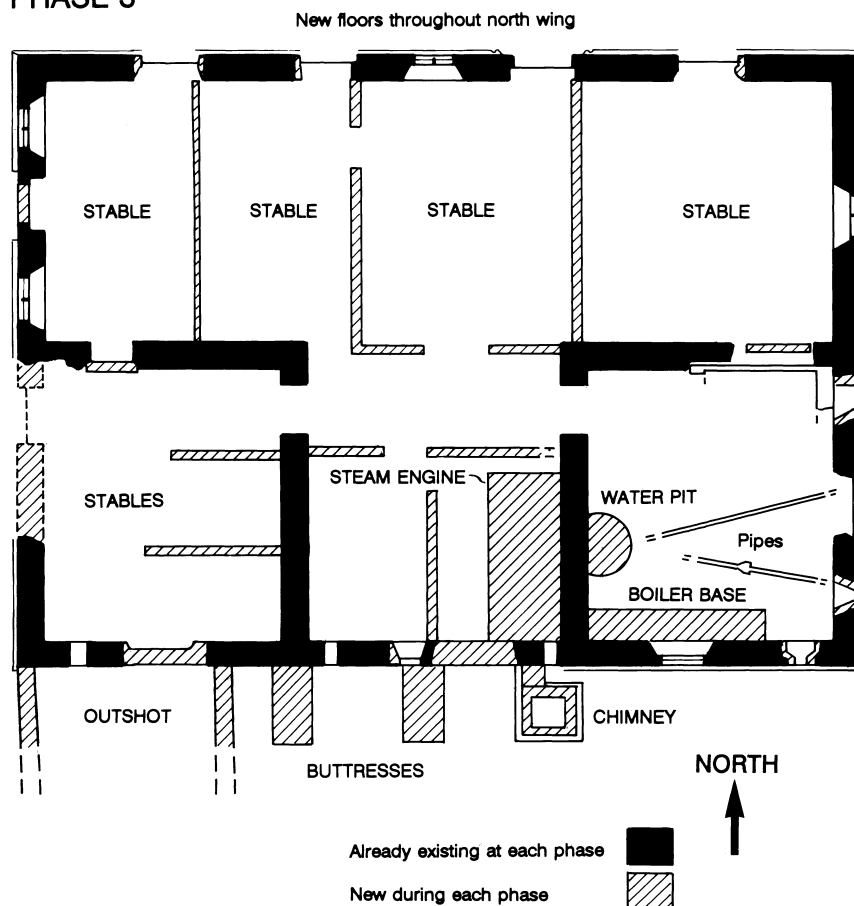 PHASE 3
New floors throughout north wing
STABLE
STABLE
STABLE
STABLE
STEAM ENGINE
WATER PIT
STABLES
Pipes
BOILER BASE
OUTSHOT
CHIMNEY
BUTTRESSES
NORTH
Already existing at each phase
New during each phase